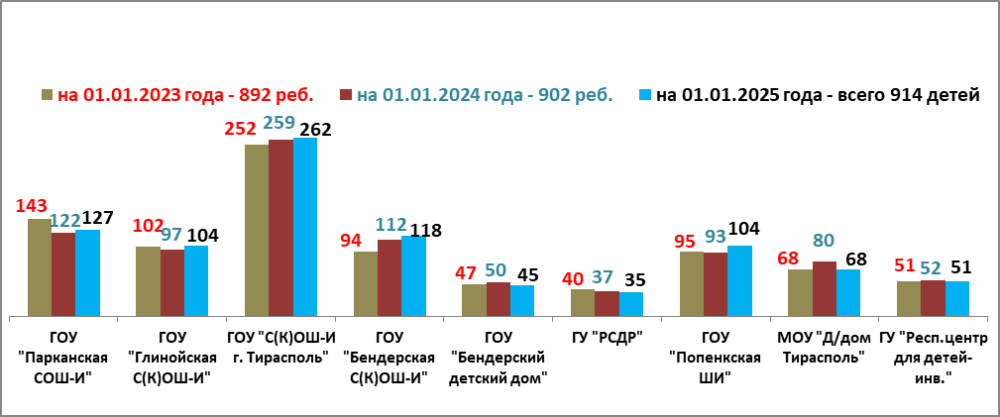 на 01.01.2023 года - 892 реб. на 01.01.2024 года - 902 реб. на 01.01.2025 года - всего 914 детей
143 122 127
102 97 104
252 259 262
94 112 118
47 50 45
40 37 35
95 93 104
68 80 68
51 52 51
ГОУ
"Парканская
СОШ-И"
ГОУ
"Глинойская
С(К)ОШ-И"
ГОУ "С(К)ОШ-И
г. Тирасполь"
ГОУ
"Бендерская
С(К)ОШ-И"
ГОУ
"Бендерский
детский дом"
ГУ "РСДР"
ГОУ
"Попенкская
ШИ"
МОУ "Д/дом
Тирасполь"
ГУ "Респ.центр
для детей-
инв."